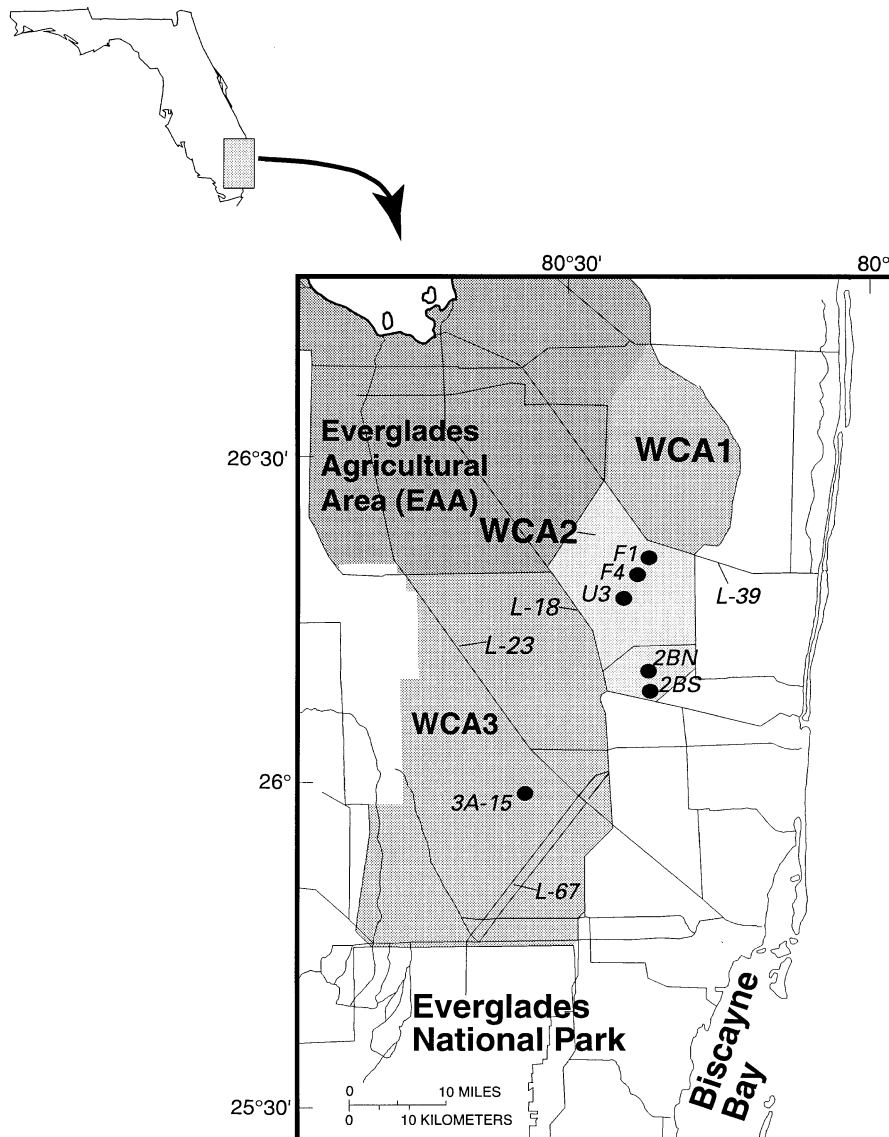 80°30'
80°
Everglades
Agricultural
Area (EAA)
WCA1
26°30'
WCA2
F1
F4
U3
L-39
L-18
L-23
2BN
2BS
WCA3
26°
3A-15
L-67
Everglades
National Park
Biscayne
Bay
0 10 MILES
0 10 KILOMETERS
25°30'